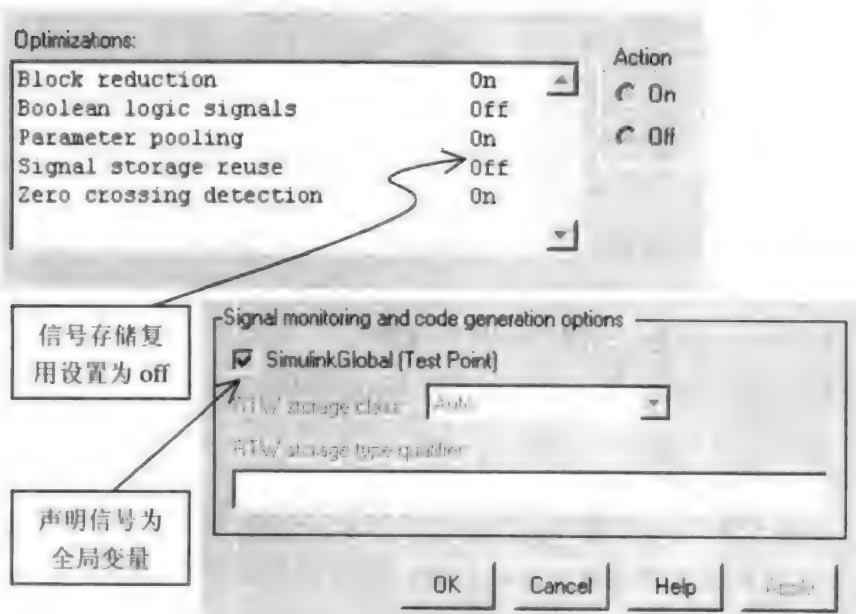 Optimizations:
Block reduction On
Boolean logic signals Off
Parameter pooling On
Signal storage reuse Off
Zero crossing detection On
Action
On
Off
信号存储复
用设置为 off
Signal monitoring and code generation options
SimulinkGlobal (Test Point)
RTW storage class: Auto
RTW storage type qualifier:
声明信号为
全局变量
OK Cancel Help Apply